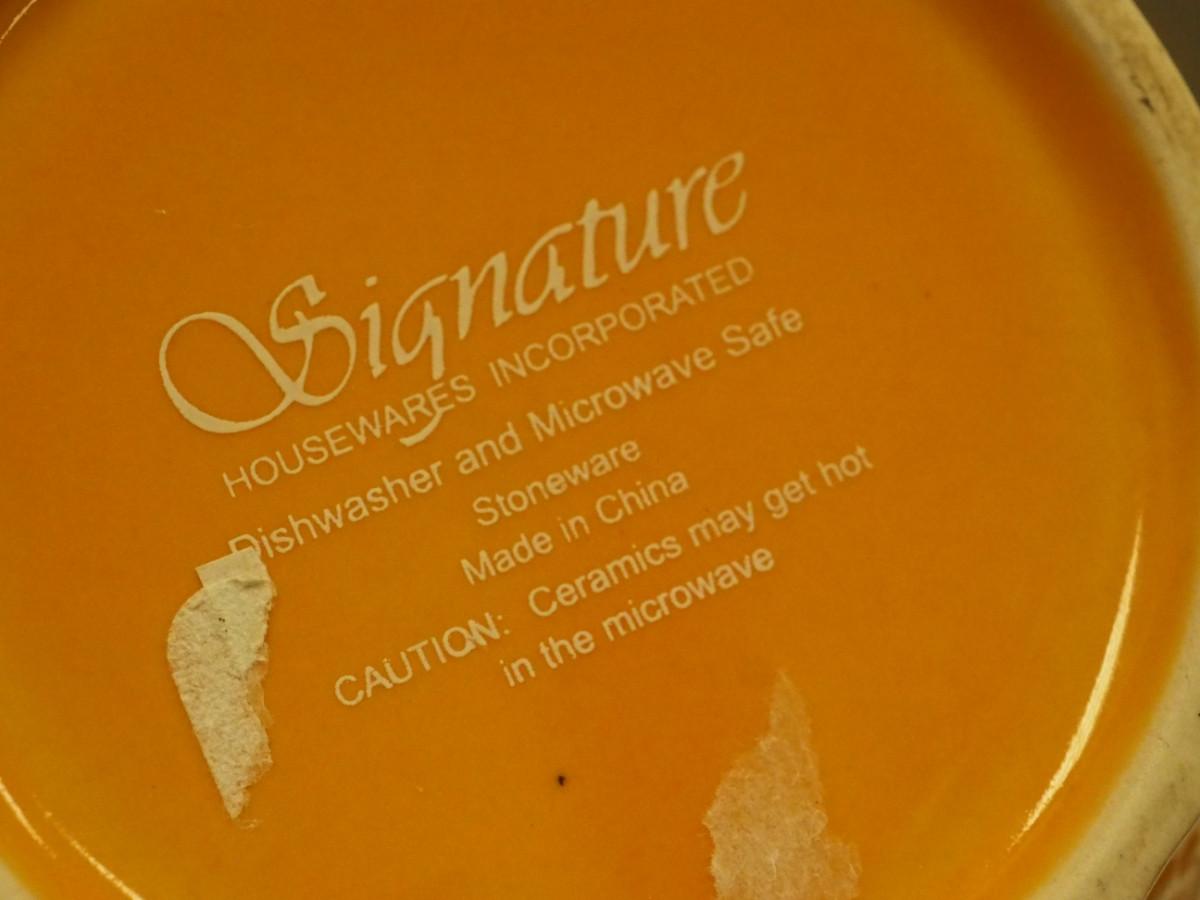 Signature
HOUSEWARES INCORPORATED
Dishwasher and Microwave Safe
Stoneware
Made in China
CAUTION: Ceramics may get hot
in the microwave